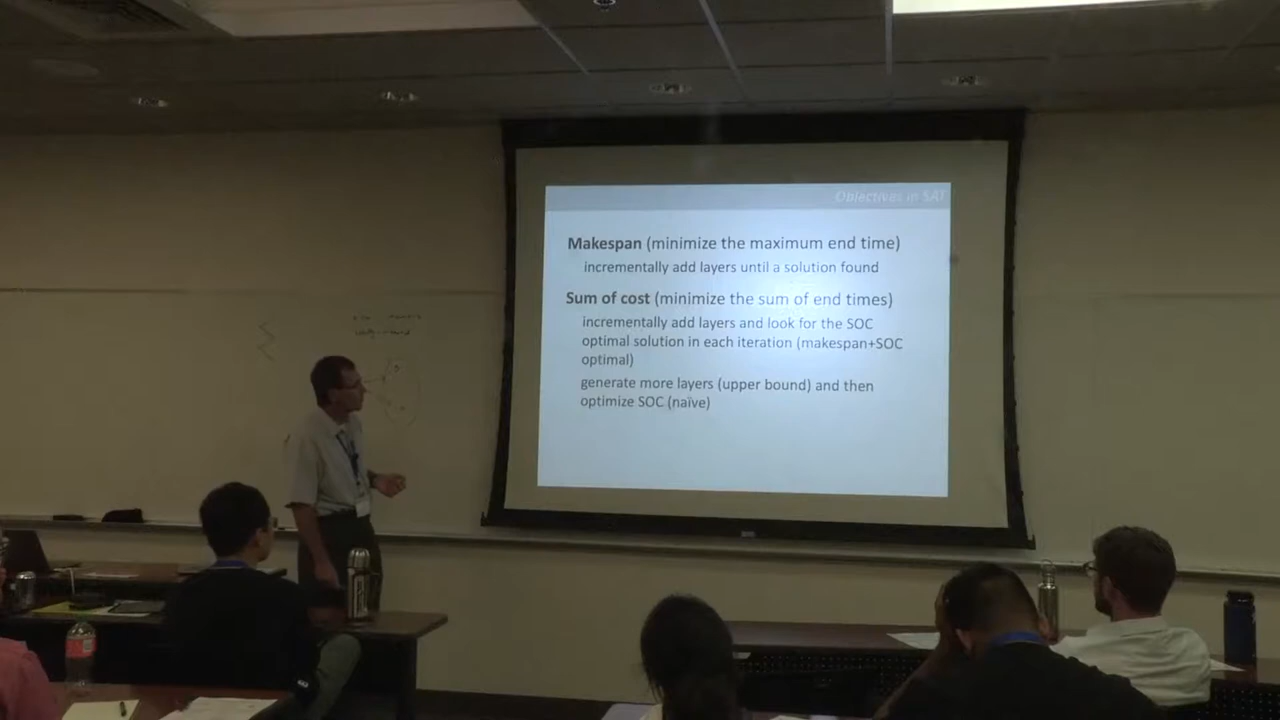 Objectives in SAT
Makespan (minimize the maximum end time)
incrementally add layers until a solution found
Sum of cost (minimize the sum of end times)
incrementally add layers and look for the SOC
optimal solution in each iteration (makespan+SOC
optimal)
generate more layers (upper bound) and then
optimize SOC (naïve)